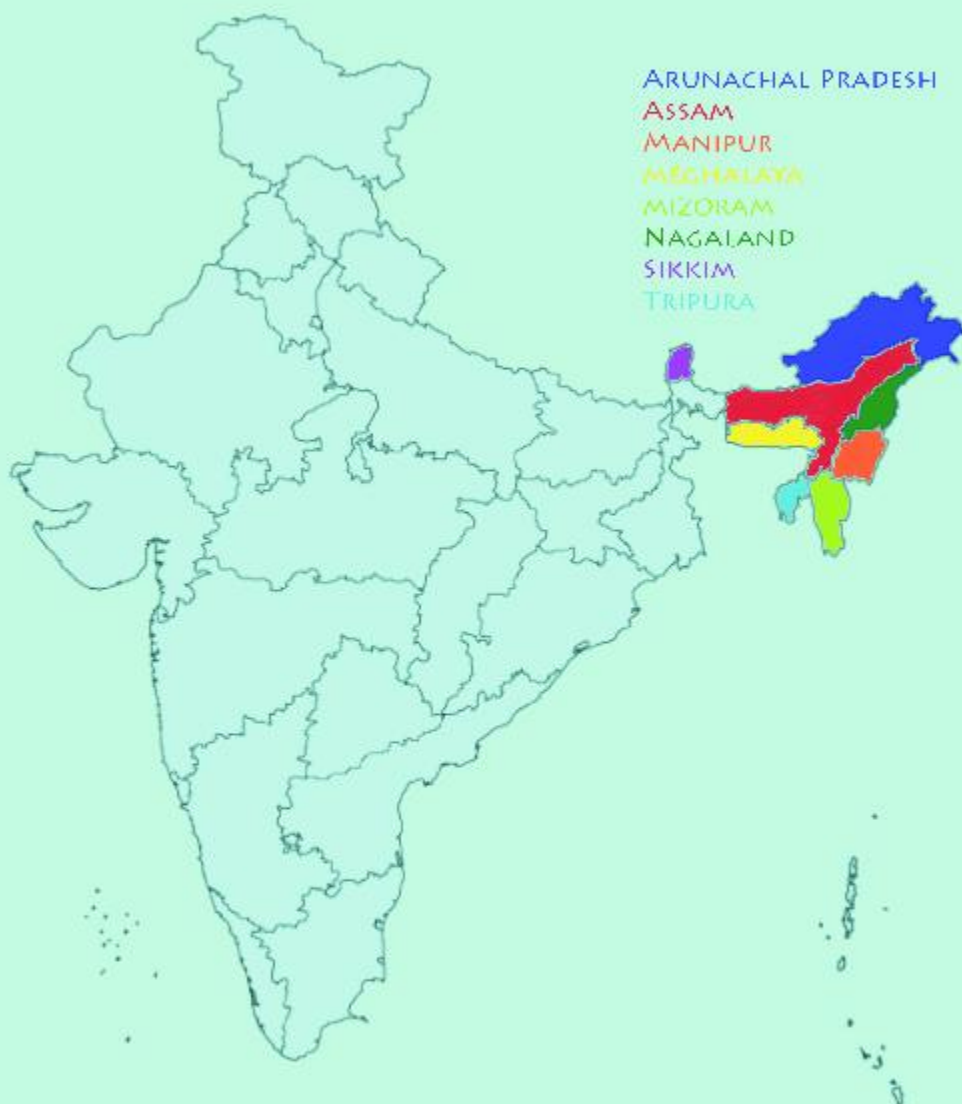 Arunachal Pradesh
Assam
Manipur
Meghalaya
Mizoram
Nagaland
Sikkim
Tripura